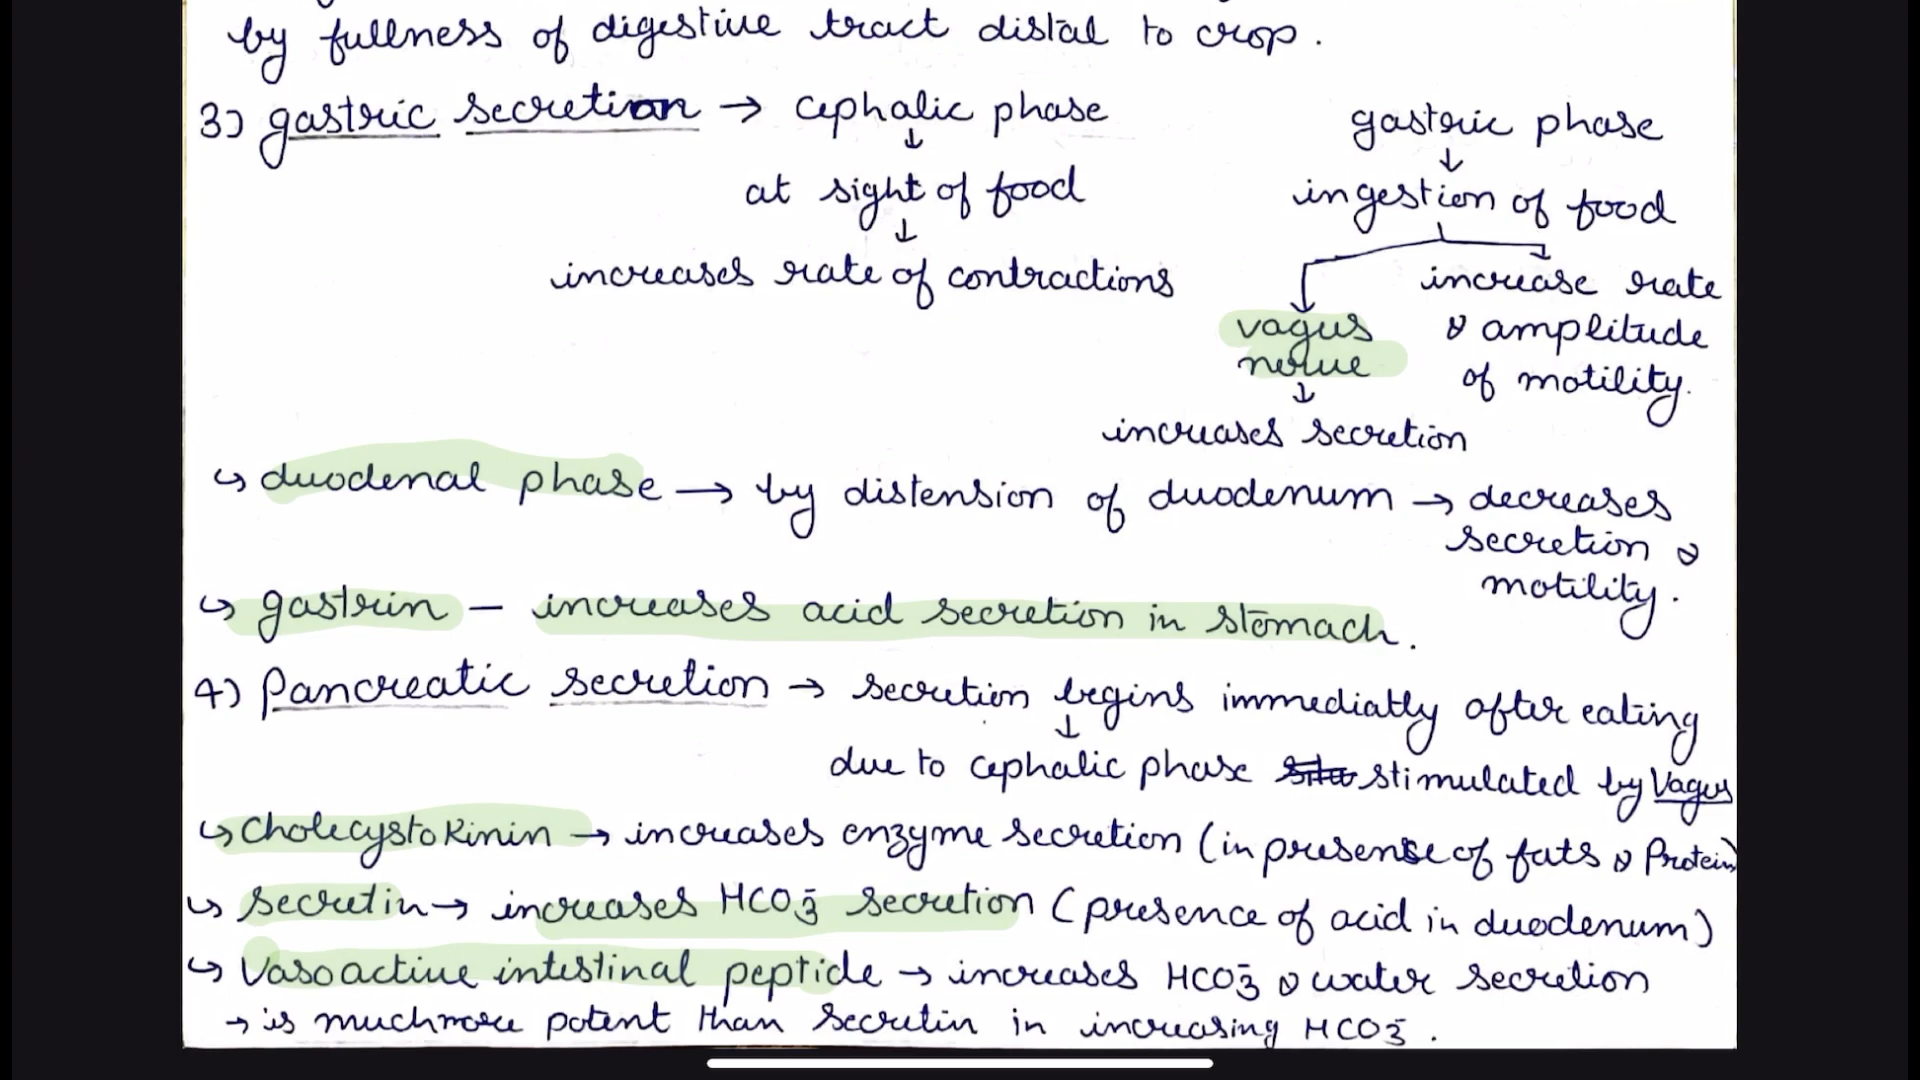 by fullness of digestive tract distal to crop.
3) gastric secretion → cephalic phase
↓
at sight of food
↓
increases rate of contractions
gastric phase
↓
ingestion of food
vagus nerve
↓
increases secretion
increase rate
& amplitude
of motility.
↪ duodenal phase → by distension of duodenum → decreases
secretion &
motility.
↪ gastrin – increases acid secretion in stomach.
4) Pancreatic secretion → secretion begins immediatly after eating
↓
due to cephalic phase stimulated by Vagus
↪ Cholecystokinin → increases enzyme secretion (in presense of fats & Protein)
↪ secretin → increases HCO3⁻ secretion (presence of acid in duodenum)
↪ Vasoactive intestinal peptide → increases HCO3⁻ & water secretion
→ is much more potent than secretin in increasing HCO3⁻.